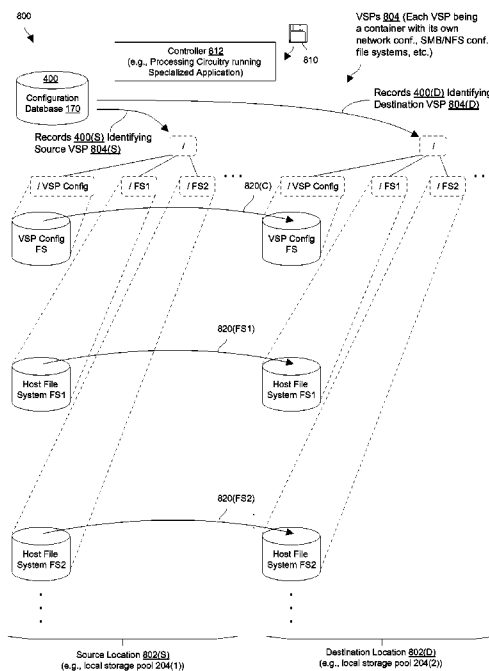 800
VSPs 804 (Each VSP being
a container with its own
network conf., SMB/NFS conf.
file systems, etc.)
Controller 812
(e.g., Processing Circuitry running
Specialized Application)
810
400
Configuration
Database 170
Records 400(D) Identifying
Destination VSP 804(D)
Records 400(S) Identifying
Source VSP 804(S)
/
/
/ VSP Config
/ FS1
/ FS2
. . .
/ VSP Config
/ FS1
/ FS2
820(C)
VSP Config
FS
VSP Config
FS
820(FS1)
Host File
System FS1
Host File
System FS1
820(FS2)
Host File
System FS2
Host File
System FS2
Source Location 802(S)
(e.g., local storage pool 204(1))
Destination Location 802(D)
(e.g., local storage pool 204(2))